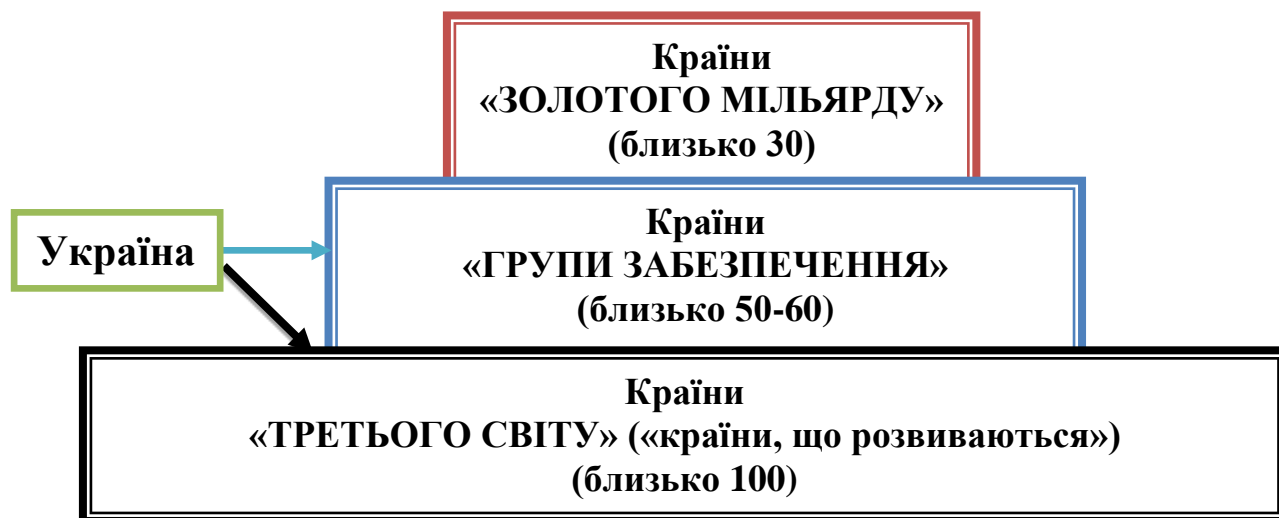 Країни
«ЗОЛОТОГО МІЛЬЯРДУ»
(близько 30)
Україна
Країни
«ГРУПИ ЗАБЕЗПЕЧЕННЯ»
(близько 50-60)
Країни
«ТРЕТЬОГО СВІТУ» («країни, що розвиваються»)
(близько 100)